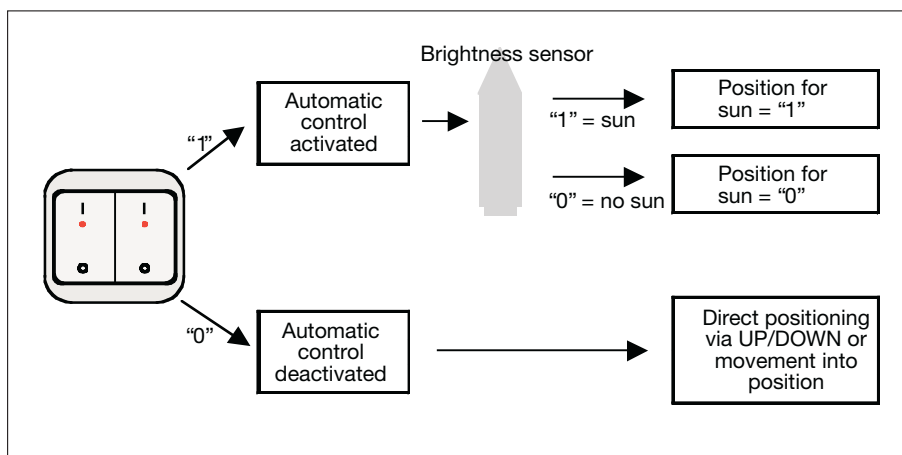 Brightness sensor
“1”
Automatic
control
activated
“1” = sun
Position for
sun = “1”
“0” = no sun
Position for
sun = “0”
I I
“0”
Automatic
control
deactivated
Direct positioning
via UP/DOWN or
movement into
position